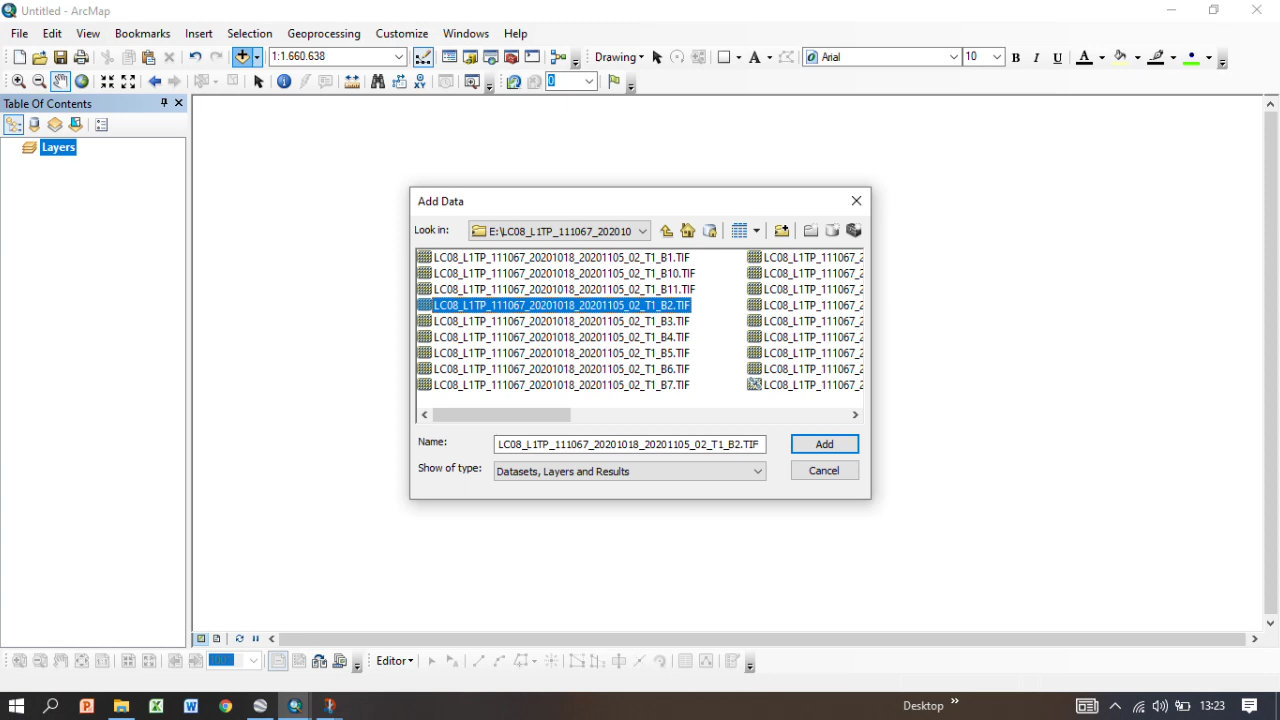 Untitled - ArcMap
File Edit View Bookmarks Insert Selection Geoprocessing Customize Windows Help
1:1.660.638 Drawing Arial 10 B I U A
0
Table Of Contents
Layers
Add Data
Look in: E:\LC08_L1TP_111067_202010
LC08_L1TP_111067_20201018_20201105_02_T1_B1.TIF LC08_L1TP_111067_2
LC08_L1TP_111067_20201018_20201105_02_T1_B10.TIF LC08_L1TP_111067_2
LC08_L1TP_111067_20201018_20201105_02_T1_B11.TIF LC08_L1TP_111067_2
LC08_L1TP_111067_20201018_20201105_02_T1_B2.TIF LC08_L1TP_111067_2
LC08_L1TP_111067_20201018_20201105_02_T1_B3.TIF LC08_L1TP_111067_2
LC08_L1TP_111067_20201018_20201105_02_T1_B4.TIF LC08_L1TP_111067_2
LC08_L1TP_111067_20201018_20201105_02_T1_B5.TIF LC08_L1TP_111067_2
LC08_L1TP_111067_20201018_20201105_02_T1_B6.TIF LC08_L1TP_111067_2
LC08_L1TP_111067_20201018_20201105_02_T1_B7.TIF LC08_L1TP_111067_2
Name: LC08_L1TP_111067_20201018_20201105_02_T1_B2.TIF Add
Show of type: Datasets, Layers and Results Cancel
100% Editor
Desktop 13:23